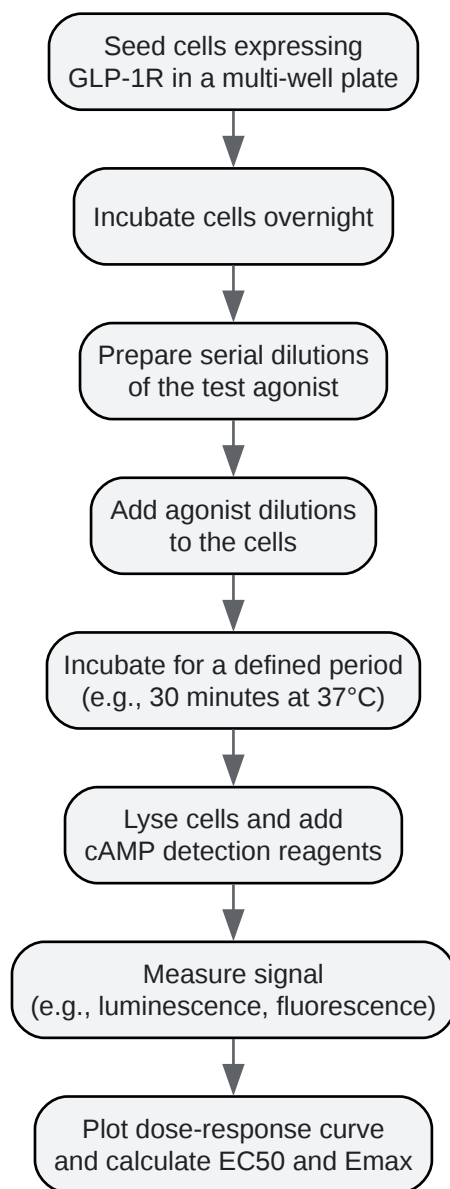 Seed cells expressing
GLP-1R in a multi-well plate
Incubate cells overnight
Prepare serial dilutions
of the test agonist
Add agonist dilutions
to the cells
Incubate for a defined period
(e.g., 30 minutes at 37°C)
Lyse cells and add
cAMP detection reagents
Measure signal
(e.g., luminescence, fluorescence)
Plot dose-response curve
and calculate EC50 and Emax